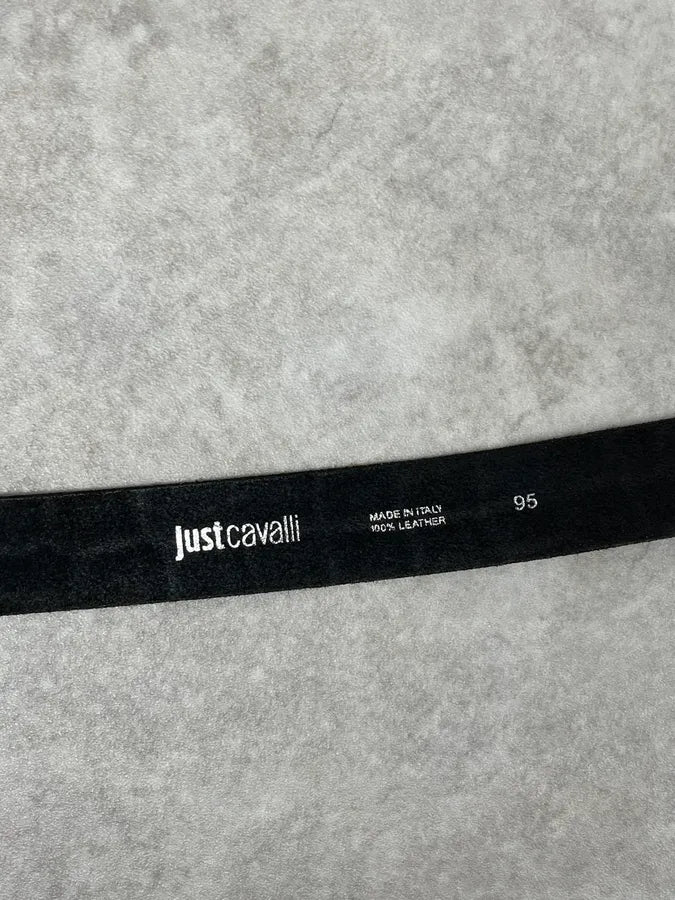 justcavalli
MADE IN ITALY
100% LEATHER
95